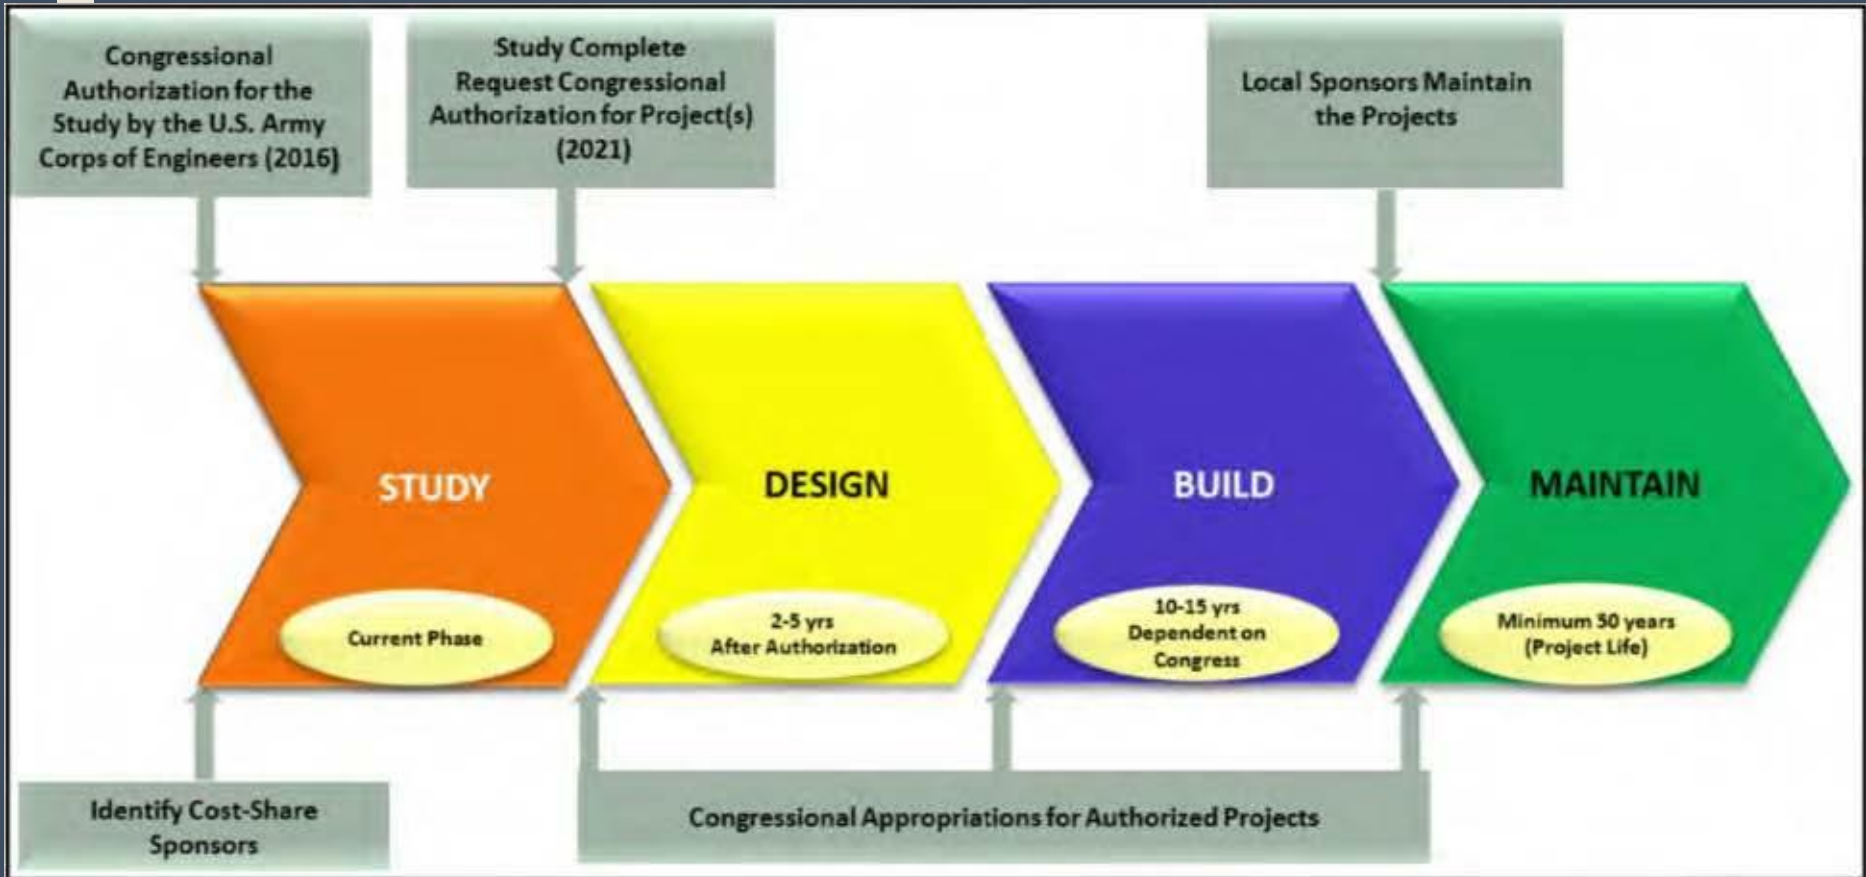 Congressional
Authorization for the
Study by the U.S. Army
Corps of Engineers (2016)
Study Complete
Request Congressional
Authorization for Project(s)
(2021)
Local Sponsors Maintain
the Projects
STUDY
DESIGN
BUILD
MAINTAIN
Current Phase
2-5 yrs
After Authorization
10-15 yrs
Dependent on
Congress
Minimum 50 years
(Project Life)
Identify Cost-Share
Sponsors
Congressional Appropriations for Authorized Projects